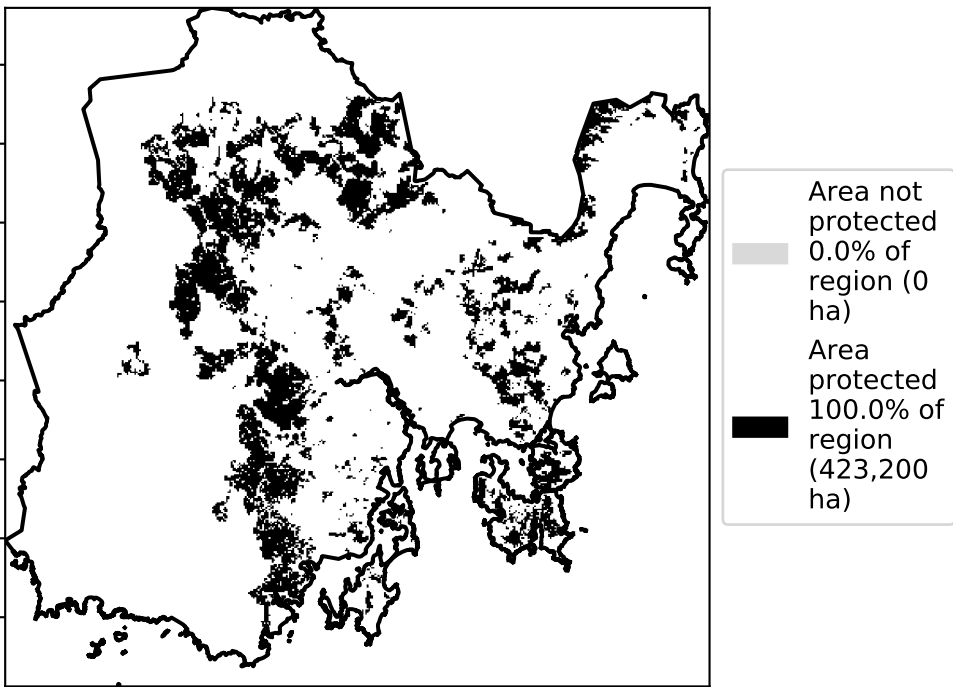 Area not
protected
0.0% of
region (0
ha)
Area
protected
100.0% of
region
(423,200
ha)